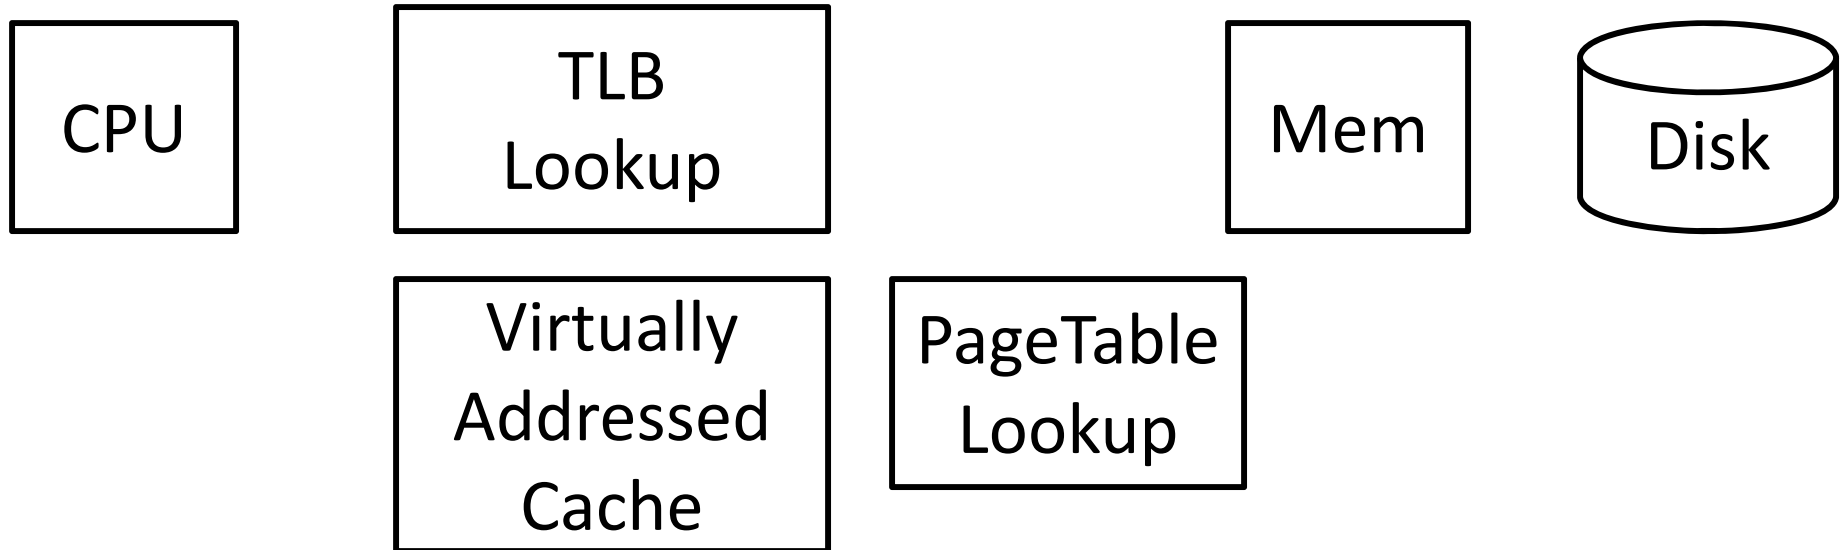 CPU
TLB
Lookup
Mem
Disk
Virtually
Addressed
Cache
PageTable
Lookup